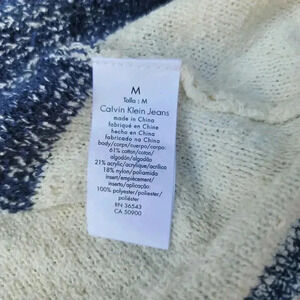 M
Talla : M
Calvin Klein Jeans
made in China
fabriqué en Chine
hecho en China
fabricado na China
body/corps/cuerpo/corpo:
61% cotton/coton/
algodón/algodão
21% acrylic/acrylique/acrílico
18% nylon/poliamida
insert/empiècement/
inserto/aplicação:
100% polyester/polyester/
poliéster
RN 36543
CA 50900